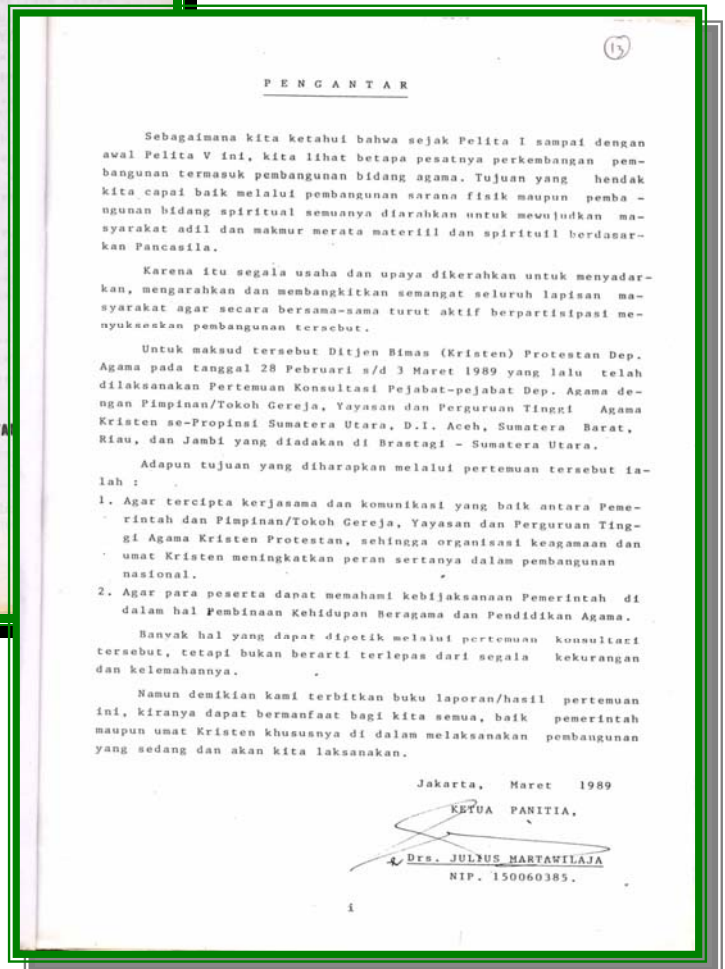 13
PENGANTAR
Sebagaimana kita ketahui bahwa sejak Pelita I sampai dengan
awal Pelita V ini, kita lihat betapa pesatnya perkembangan pem-
bangunan termasuk pembangunan bidang agama. Tujuan yang hendak
kita capai baik melalui pembangunan sarana fisik maupun pemba -
ngunan bidang spiritual semuanya diarahkan untuk mewujudkan ma-
syarakat adil dan makmur merata materiil dan spirituil berdasar-
kan Pancasila.
Karena itu segala usaha dan upaya dikerahkan untuk menyadar-
kan, mengarahkan dan membangkitkan semangat seluruh lapisan ma-
syarakat agar secara bersama-sama turut aktif berpartisipasi me-
nyukseskan pembangunan tersebut.
Untuk maksud tersebut Ditjen Bimas (Kristen) Protestan Dep.
Agama pada tanggal 28 Pebruari s/d 3 Maret 1989 yang lalu telah
dilaksanakan Pertemuan Konsultasi Pejabat-pejabat Dep. Agama de-
ngan Pimpinan/Tokoh Gereja, Yayasan dan Perguruan Tinggi Agama
Kristen se-Propinsi Sumatera Utara, D.I. Aceh, Sumatera Barat,
Riau, dan Jambi yang diadakan di Brastagi - Sumatera Utara.
Adapun tujuan yang diharapkan melalui pertemuan tersebut ia-
lah :
1. Agar tercipta kerjasama dan komunikasi yang baik antara Peme-
rintah dan Pimpinan/Tokoh Gereja, Yayasan dan Perguruan Ting-
gi Agama Kristen Protestan, sehingga organisasi keagamaan dan
umat Kristen meningkatkan peran sertanya dalam pembangunan
nasional.
2. Agar para peserta dapat memahami kebijaksanaan Pemerintah di
dalam hal Pembinaan Kehidupan Beragama dan Pendidikan Agama.
Banyak hal yang dapat dipetik melalui pertemuan konsultasi
tersebut, tetapi bukan berarti terlepas dari segala kekurangan
dan kelemahannya.
Namun demikian kami terbitkan buku laporan/hasil pertemuan
ini, kiranya dapat bermanfaat bagi kita semua, baik pemerintah
maupun umat Kristen khususnya di dalam melaksanakan pembangunan
yang sedang dan akan kita laksanakan.
Jakarta, Maret 1989
KETUA PANITIA,
Drs. JULIUS MARTAWILAJA
NIP. 150060385.
i